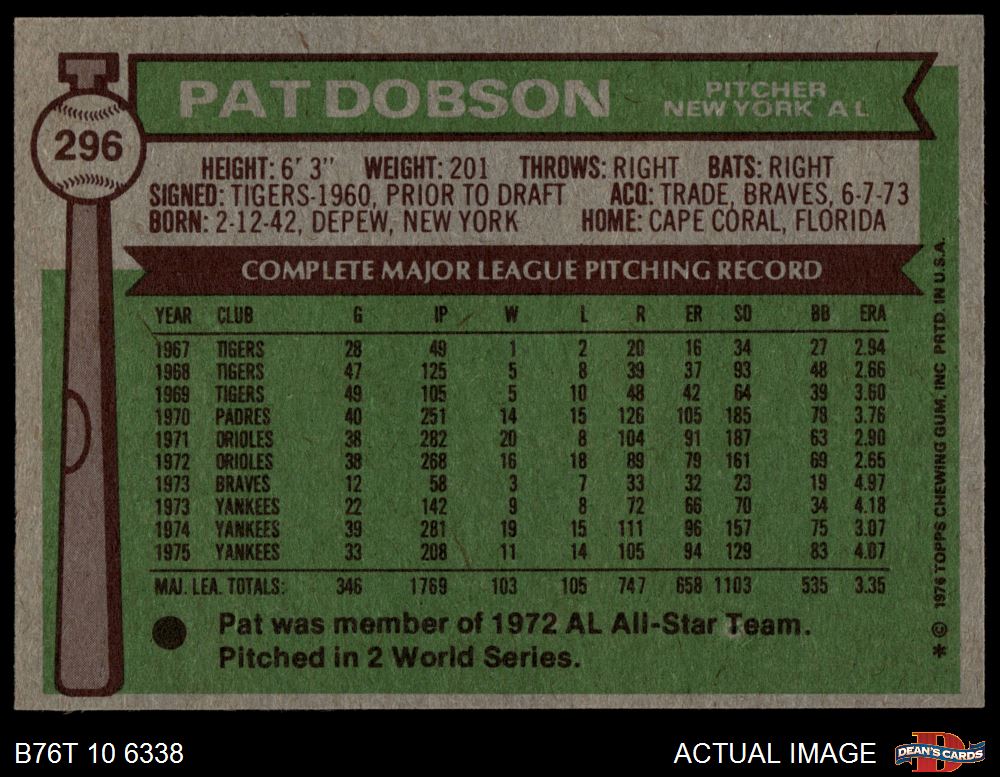 296
PAT DOBSON
PITCHER
NEW YORK A L
HEIGHT: 6' 3" WEIGHT: 201 THROWS: RIGHT BATS: RIGHT
SIGNED: TIGERS-1960, PRIOR TO DRAFT ACQ: TRADE, BRAVES, 6-7-73
BORN: 2-12-42, DEPEW, NEW YORK HOME: CAPE CORAL, FLORIDA
COMPLETE MAJOR LEAGUE PITCHING RECORD
YEAR CLUB G IP W L R ER SO BB ERA
1967 TIGERS 28 49 1 2 20 16 34 27 2.94
1968 TIGERS 47 125 5 8 39 37 93 48 2.66
1969 TIGERS 49 105 5 10 48 42 64 39 3.60
1970 PADRES 40 251 14 15 126 105 185 78 3.76
1971 ORIOLES 38 282 20 8 104 91 187 63 2.90
1972 ORIOLES 38 268 16 18 89 79 161 69 2.65
1973 BRAVES 12 58 3 7 33 32 23 19 4.97
1973 YANKEES 22 142 9 8 72 66 70 34 4.18
1974 YANKEES 39 281 19 15 111 96 157 75 3.07
1975 YANKEES 33 208 11 14 105 94 129 83 4.07
MAJ. LEA. TOTALS: 346 1769 103 105 747 658 1103 535 3.35
Pat was member of 1972 AL All-Star Team.
Pitched in 2 World Series.
* © 1976 TOPPS CHEWING GUM, INC PRTD. IN U.S.A.
B76T 10 6338
ACTUAL IMAGE
D
DEAN'S CARDS